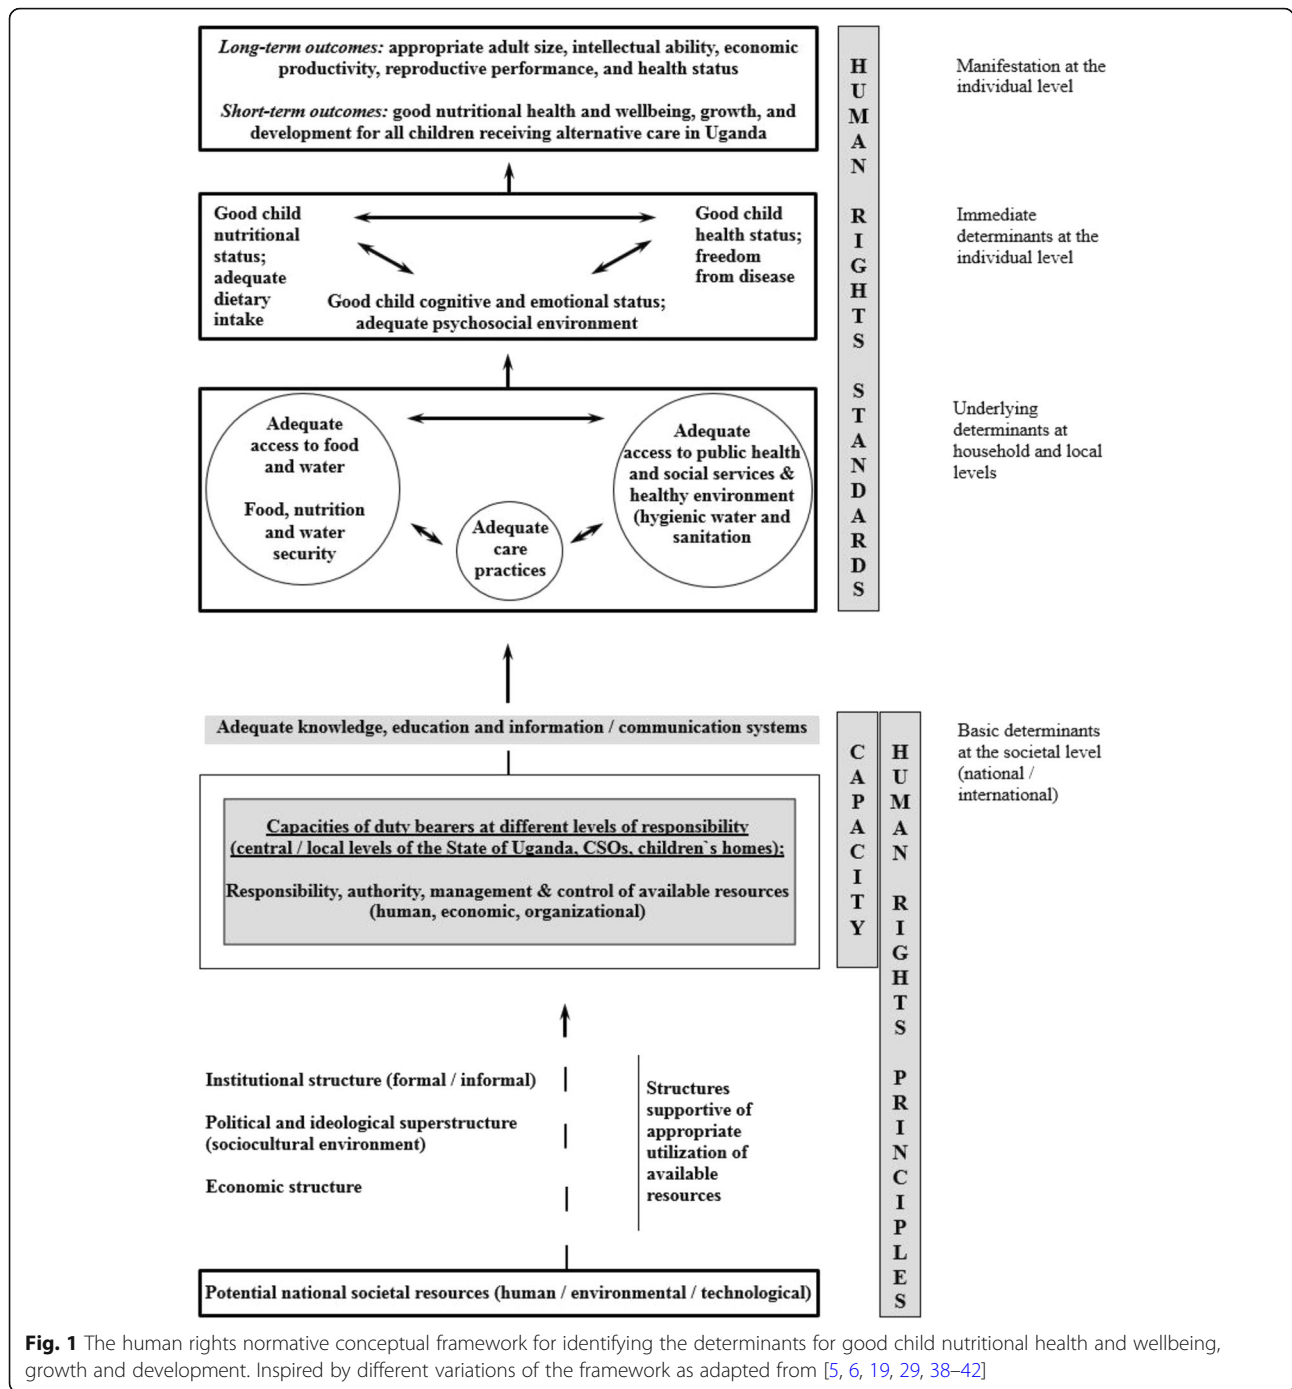 Long-term outcomes: appropriate adult size, intellectual ability, economic
productivity, reproductive performance, and health status
Short-term outcomes: good nutritional health and wellbeing, growth, and
development for all children receiving alternative care in Uganda
Manifestation at the
individual level
Good child
nutritional
status;
adequate
dietary
intake
Good child
health status;
freedom
from disease
Good child cognitive and emotional status;
adequate psychosocial environment
Immediate
determinants at the
individual level
Adequate
access to food
and water
Food, nutrition
and water
security
Adequate
care
practices
Adequate
access to public health
and social services &
healthy environment
(hygienic water and
sanitation
Underlying
determinants at
household and local
levels
HUMAN RIGHTS STANDARDS
Adequate knowledge, education and information / communication systems
Capacities of duty bearers at different levels of responsibility
(central / local levels of the State of Uganda, CSOs, children`s homes);
Responsibility, authority, management & control of available resources
(human, economic, organizational)
CAPACITY
HUMAN RIGHTS PRINCIPLES
Basic determinants
at the societal level
(national /
international)
Institutional structure (formal / informal)
Political and ideological superstructure
(sociocultural environment)
Economic structure
Structures
supportive of
appropriate
utilization of
available
resources
Potential national societal resources (human / environmental / technological)
Fig. 1 The human rights normative conceptual framework for identifying the determinants for good child nutritional health and wellbeing,
growth and development. Inspired by different variations of the framework as adapted from [5, 6, 19, 29, 38–42]